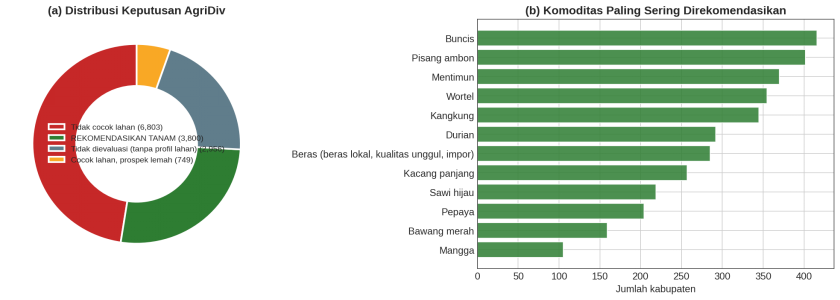 (a) Distribusi Keputusan AgriDiv
Tidak cocok lahan (6,803)
REKOMENDASIKAN TANAM (3,800)
Tidak dievaluasi (tanpa profil lahan)
Cocok lahan, prospek lemah (749)
(b) Komoditas Paling Sering Direkomendasikan
Buncis
Pisang ambon
Mentimun
Wortel
Kangkung
Durian
Beras (beras lokal, kualitas unggul, impor)
Kacang panjang
Sawi hijau
Pepaya
Bawang merah
Mangga
0 50 100 150 200 250 300 350 400
Jumlah kabupaten